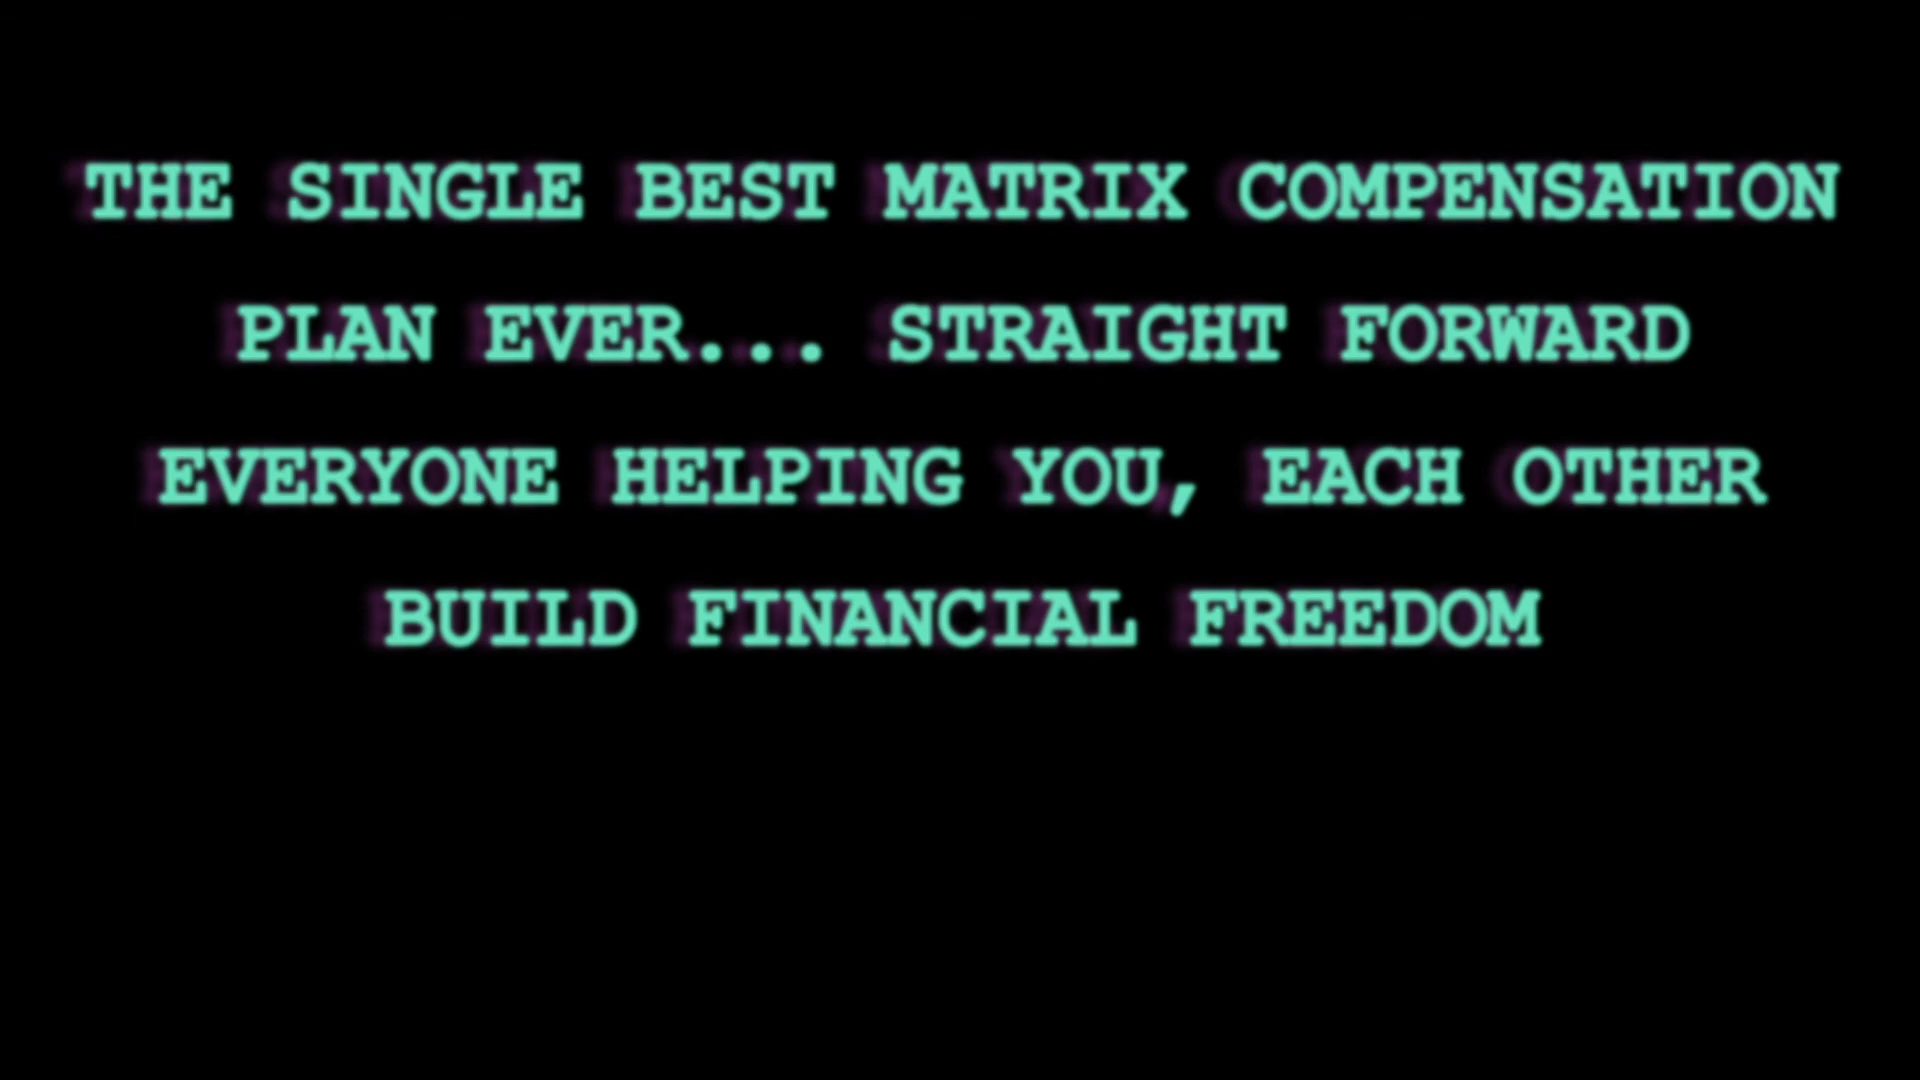 THE SINGLE BEST MATRIX COMPENSATION
PLAN EVER... STRAIGHT FORWARD
EVERYONE HELPING YOU, EACH OTHER
BUILD FINANCIAL FREEDOM